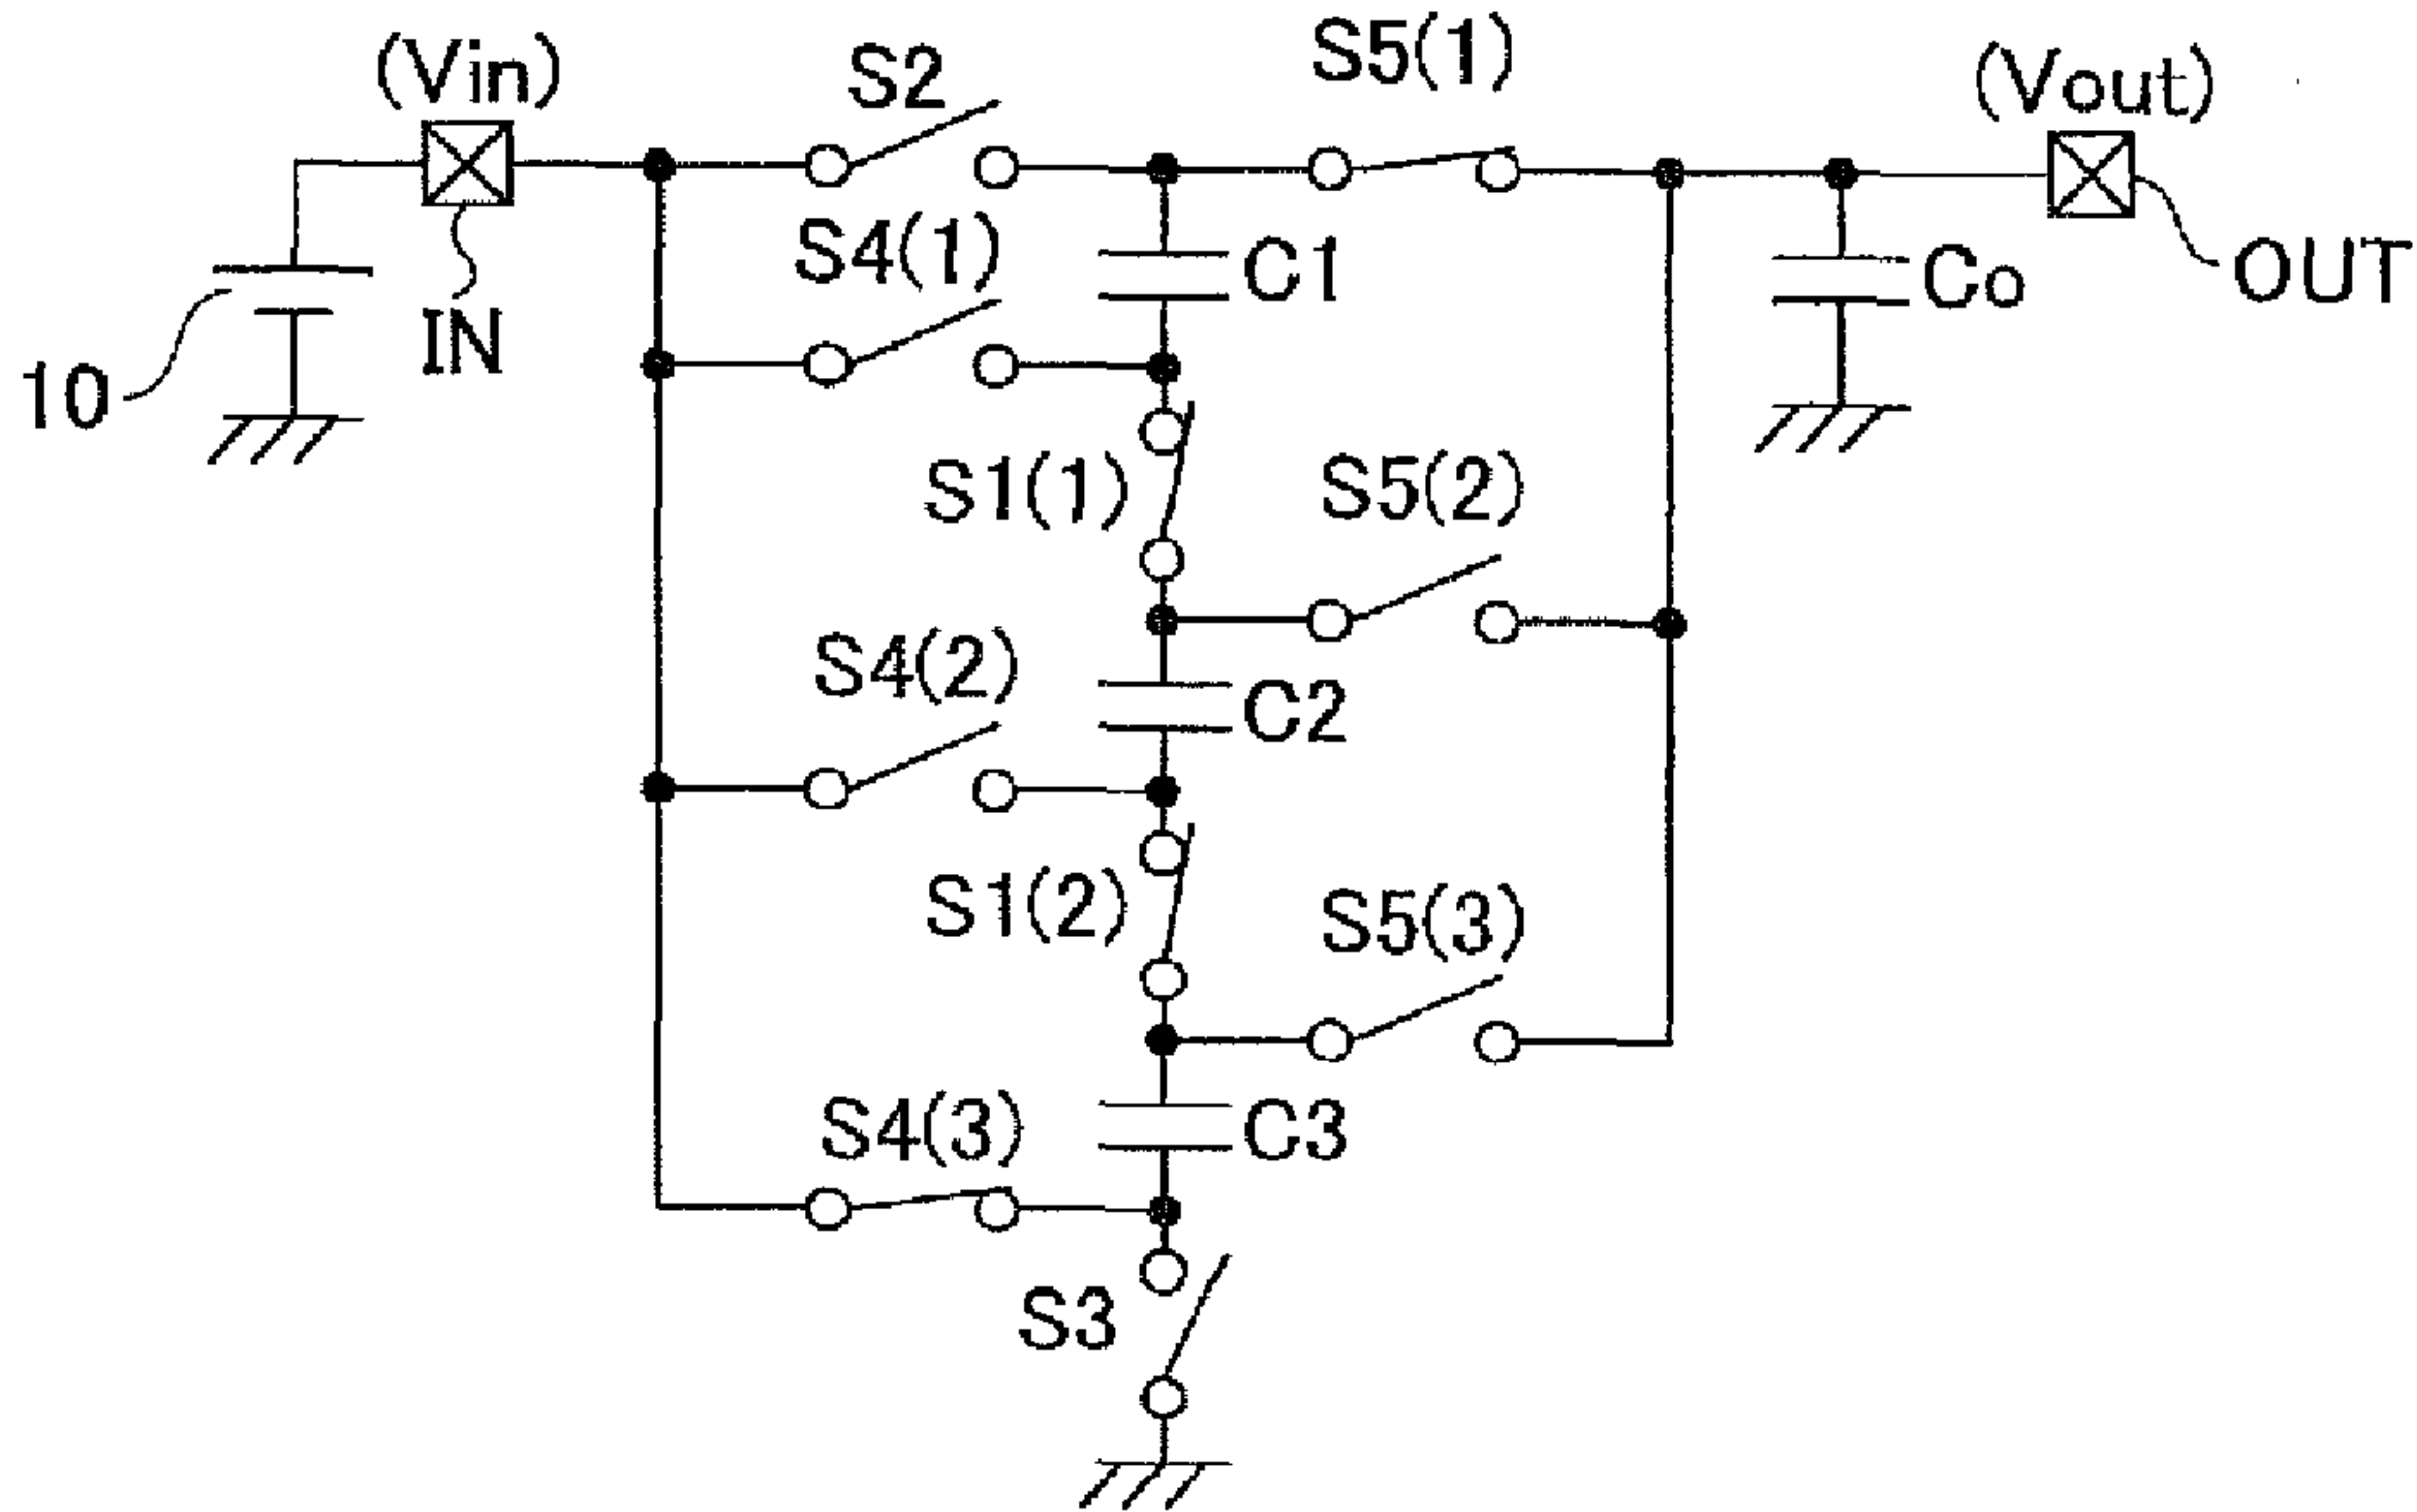 (Vin)
S2
S5(1)
(Vout)
S4(1)
C1
Co
OUT
IN
10
S1(1)
S5(2)
S4(2)
C2
S1(2)
S5(3)
S4(3)
C3
S3